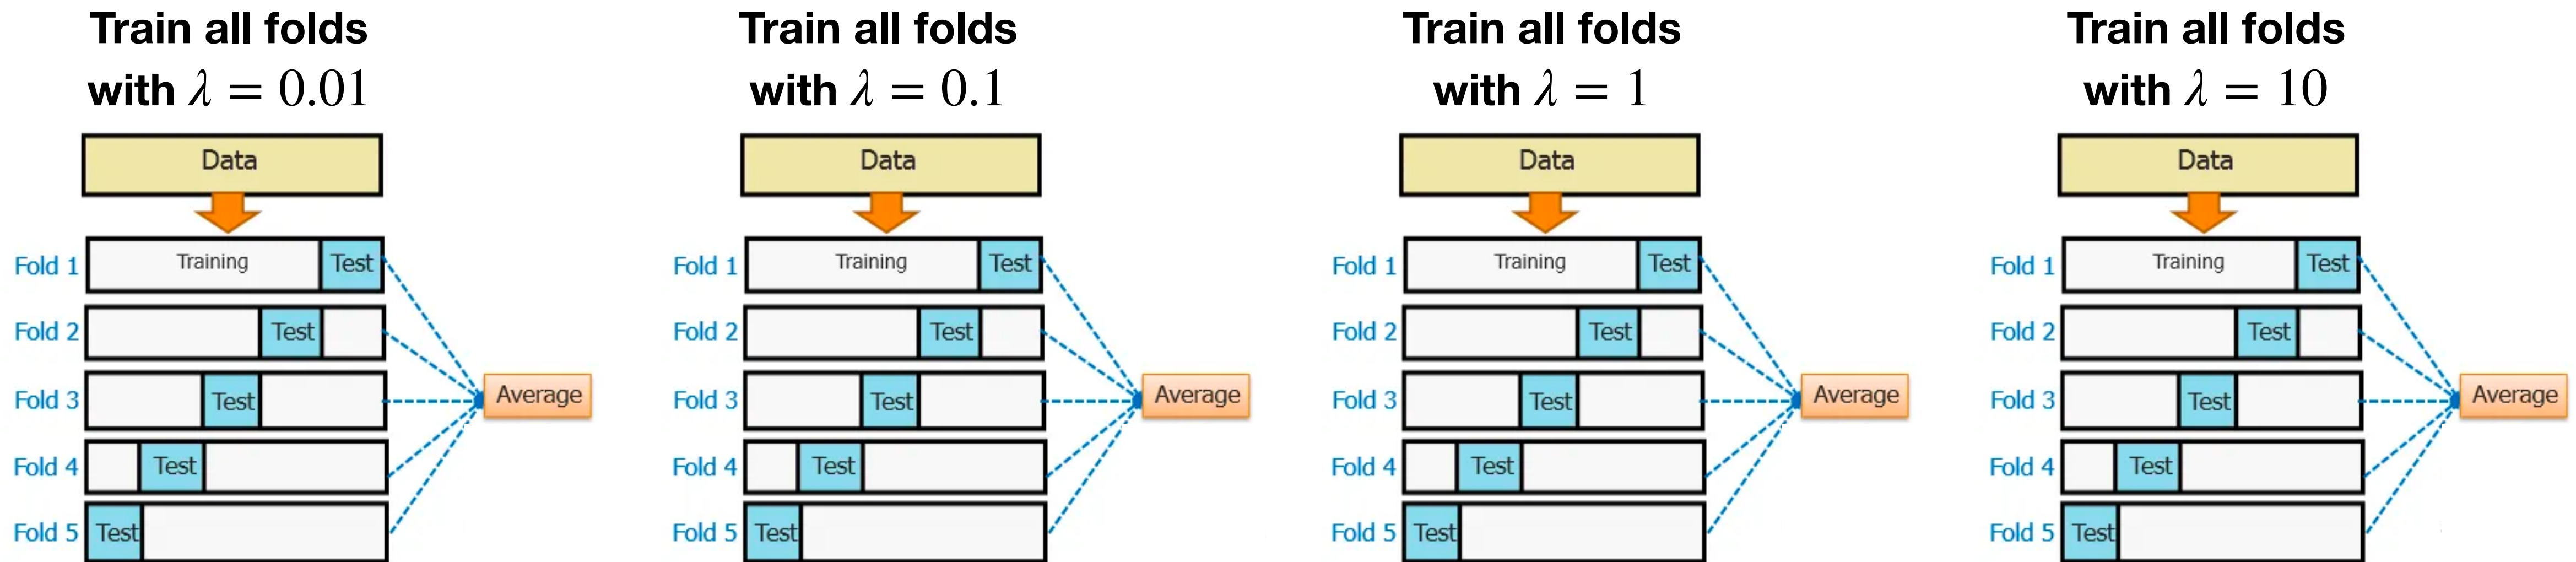 Train all folds
with λ = 0.01
Data
Fold 1 Training Test
Fold 2 Test
Fold 3 Test
Average
Fold 4 Test
Fold 5 Test
Train all folds
with λ = 0.1
Data
Fold 1 Training Test
Fold 2 Test
Fold 3 Test
Average
Fold 4 Test
Fold 5 Test
Train all folds
with λ = 1
Data
Fold 1 Training Test
Fold 2 Test
Fold 3 Test
Average
Fold 4 Test
Fold 5 Test
Train all folds
with λ = 10
Data
Fold 1 Training Test
Fold 2 Test
Fold 3 Test
Average
Fold 4 Test
Fold 5 Test